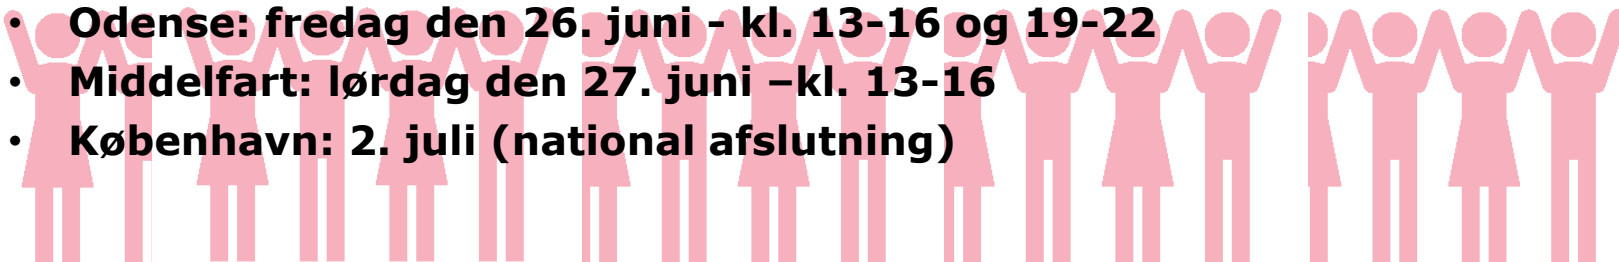 • Odense: fredag den 26. juni - kl. 13-16 og 19-22
• Middelfart: lørdag den 27. juni –kl. 13-16
• København: 2. juli (national afslutning)